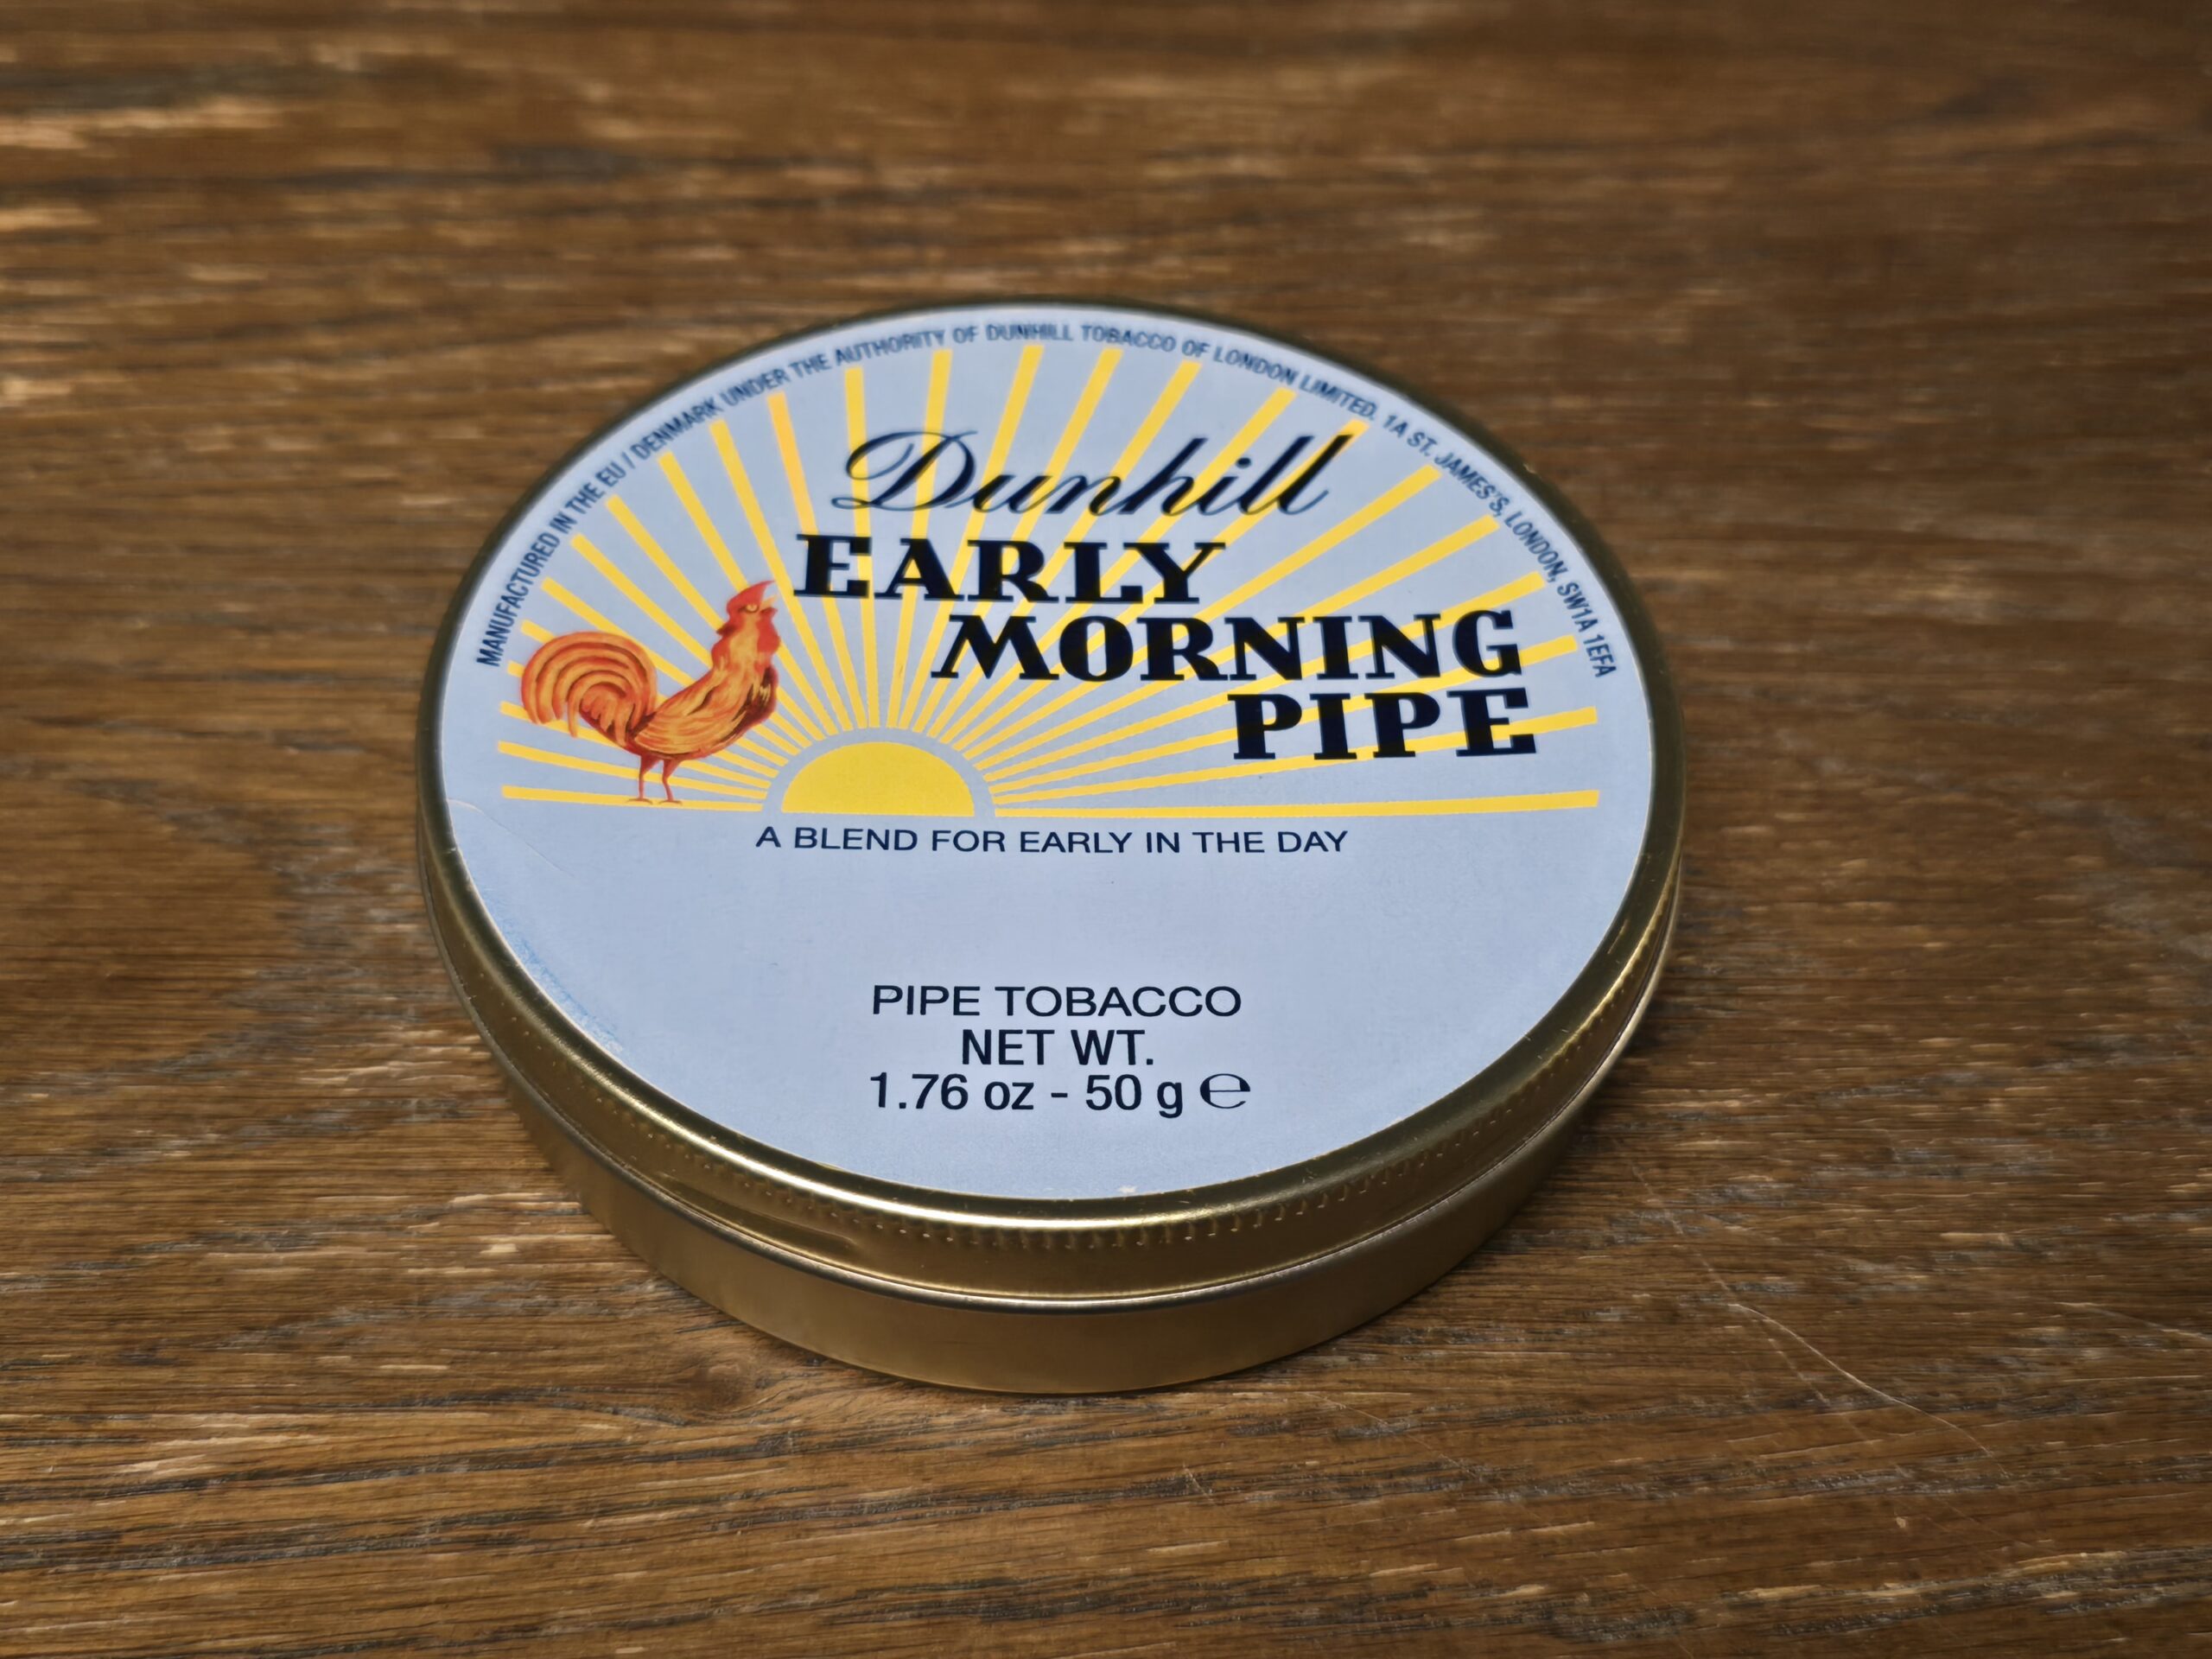 MANUFACTURED IN THE EU / DENMARK UNDER THE AUTHORITY OF DUNHILL TOBACCO OF LONDON LIMITED. 1A ST. JAMES'S, LONDON, SW1A 1EFA
Dunhill
EARLY
MORNING
PIPE
A BLEND FOR EARLY IN THE DAY
PIPE TOBACCO
NET WT.
1.76 oz - 50 g ℮